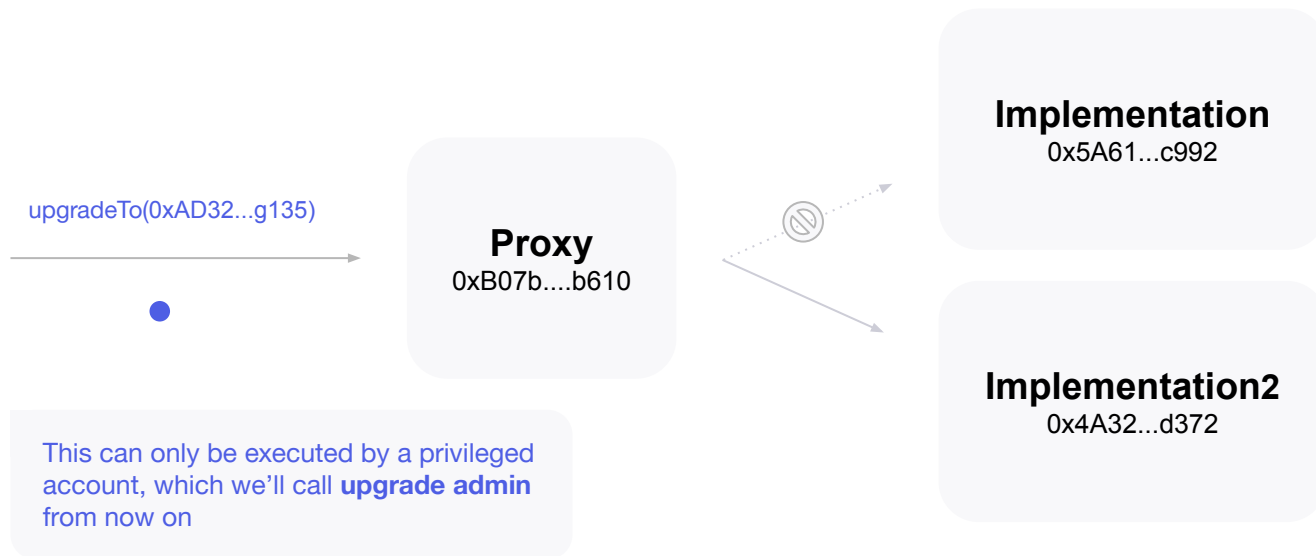 Implementation
0x5A61...c992
upgradeTo(0xAD32...g135)
Proxy
0xB07b....b610
Implementation2
0x4A32...d372
This can only be executed by a privileged
account, which we’ll call upgrade admin
from now on